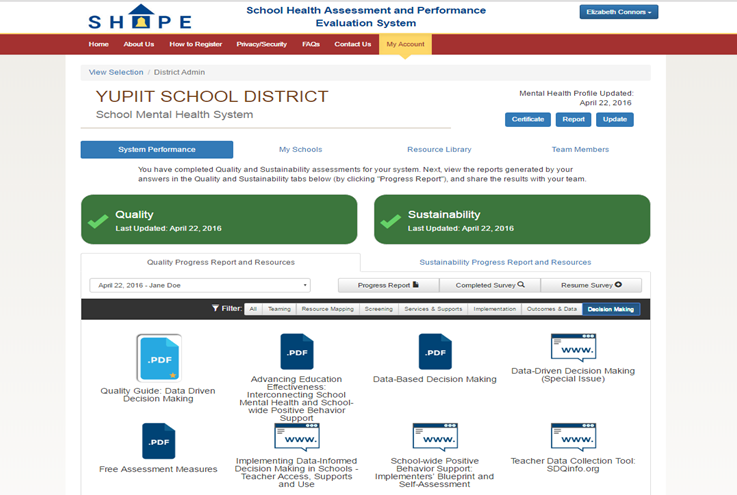 SHAPE
School Health Assessment and Performance
Evaluation System
Elizabeth Connors
Home About Us How to Register Privacy/Security FAQs Contact Us My Account
View Selection / District Admin
YUPIIT SCHOOL DISTRICT
School Mental Health System
Mental Health Profile Updated:
April 22, 2016
Certificate Report Update
System Performance My Schools Resource Library Team Members
You have completed Quality and Sustainability assessments for your system. Next, view the reports generated by your
answers in the Quality and Sustainability tabs below (by clicking "Progress Report"), and share the results with your team.
Quality
Last Updated: April 22, 2016
Sustainability
Last Updated: April 22, 2016
Quality Progress Report and Resources Sustainability Progress Report and Resources
April 22, 2016 - Jane Doe Progress Report Completed Survey Resume Survey
Filter: All Teaming Resource Mapping Screening Services & Supports Implementation Outcomes & Data Decision Making
.PDF
Quality Guide: Data Driven
Decision Making
.PDF
Advancing Education
Effectiveness:
Interconnecting School
Mental Health and School-
wide Positive Behavior
Support
.PDF
Data-Based Decision Making
www.
Data-Driven Decision Making
(Special Issue)
.PDF
Free Assessment Measures
www.
Implementing Data-Informed
Decision Making in Schools -
Teacher Access, Supports
and Use
www.
School-wide Positive
Behavior Support:
Implementers' Blueprint and
Self-Assessment
www.
Teacher Data Collection Tool:
SDQinfo.org